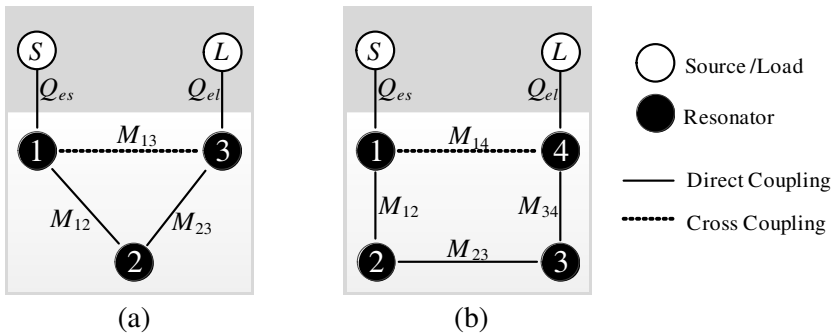 S
L
Q_es
Q_el
1
M_13
3
M_12
M_23
2
(a)
S
L
Q_es
Q_el
1
M_14
4
M_12
M_34
2
M_23
3
(b)
Source/Load
Resonator
Direct Coupling
Cross Coupling